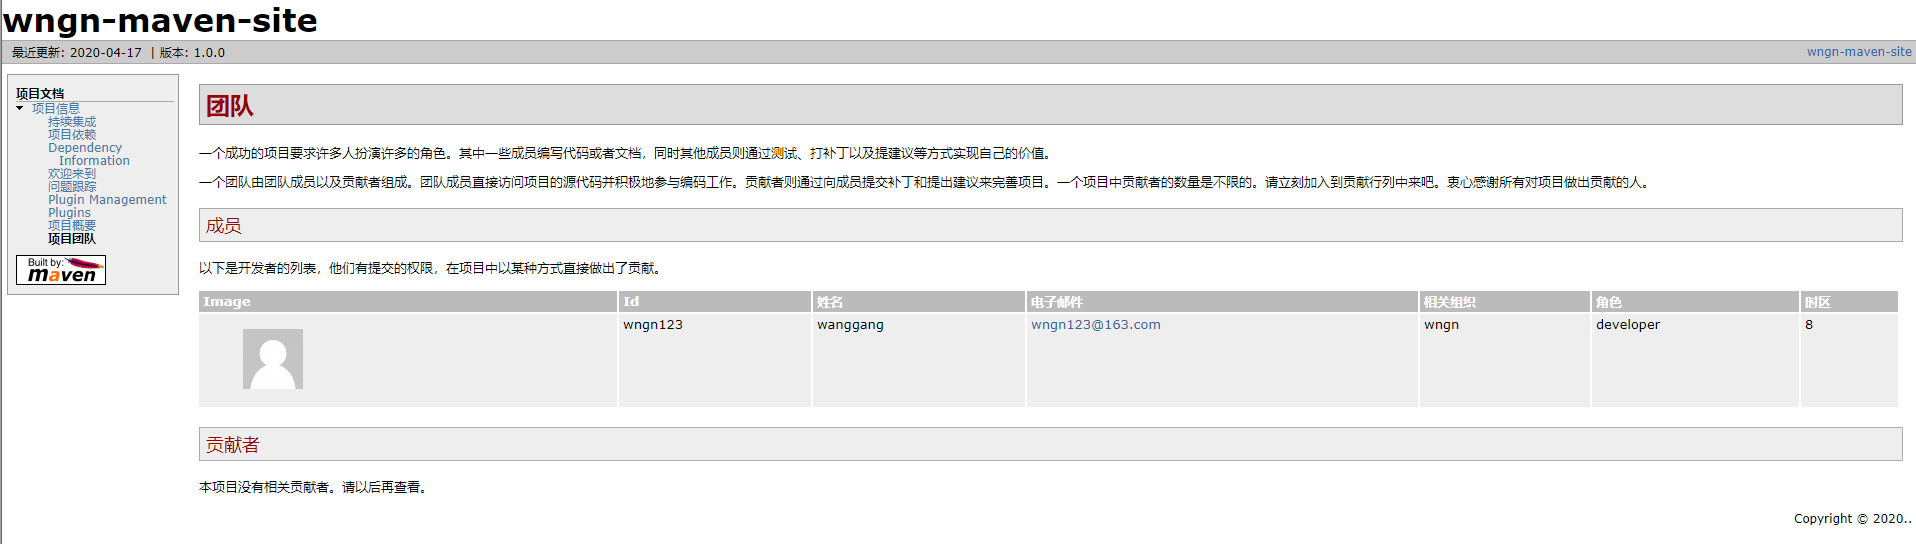 wngn-maven-site
最近更新: 2020-04-17 | 版本: 1.0.0
wngn-maven-site
项目文档
项目信息
持续集成
项目依赖
Dependency
Information
欢迎来到
问题跟踪
Plugin Management
Plugins
项目概要
项目团队
Built by:
maven
团队
一个成功的项目要求许多人扮演许多的角色。其中一些成员编写代码或者文档，同时其他成员则通过测试、打补丁以及提建议等方式实现自己的价值。
一个团队由团队成员以及贡献者组成。团队成员直接访问项目的源代码并积极地参与编码工作。贡献者则通过向成员提交补丁和提出建议来完善项目。一个项目中贡献者的数量是不限的。请立刻加入到贡献行列中来吧。衷心感谢所有对项目做出贡献的人。
成员
以下是开发者的列表，他们有提交的权限，在项目中以某种方式直接做出了贡献。
Image Id 姓名 电子邮件 相关组织 角色 时区
wngn123 wanggang wngn123@163.com wngn developer 8
贡献者
本项目没有相关贡献者。请以后再查看。
Copyright © 2020..